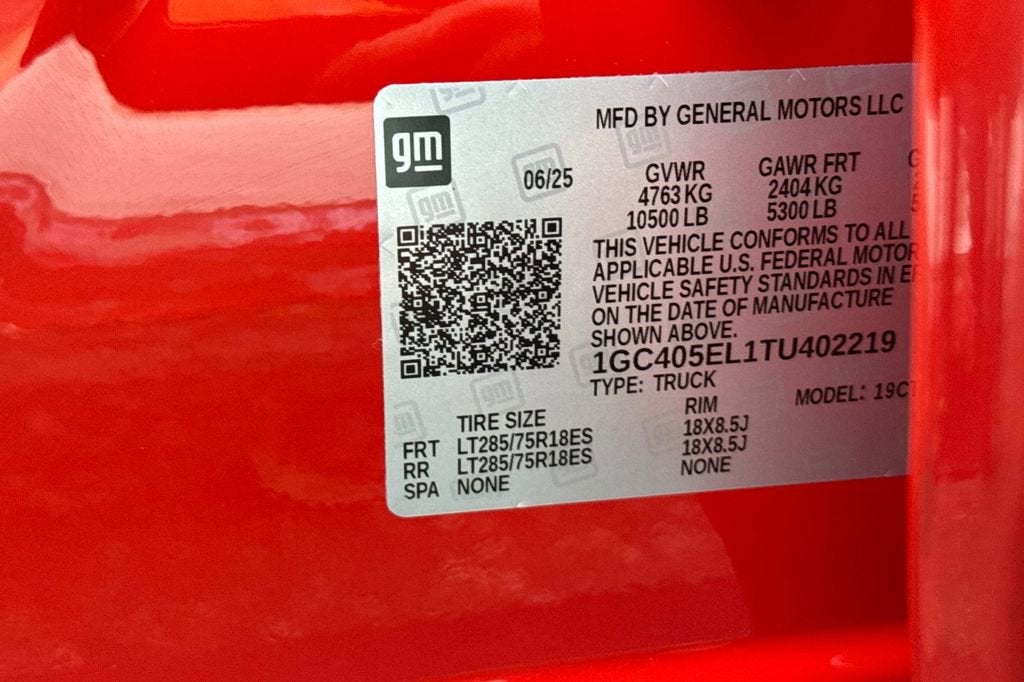 gm
MFD BY GENERAL MOTORS LLC
06/25
GVWR GAWR FRT
4763 KG 2404 KG
10500 LB 5300 LB
THIS VEHICLE CONFORMS TO ALL
APPLICABLE U.S. FEDERAL MOTOR
VEHICLE SAFETY STANDARDS IN
ON THE DATE OF MANUFACTURE
SHOWN ABOVE.
1GC405EL1TU402219
TYPE: TRUCK MODEL:
TIRE SIZE RIM
FRT LT285/75R18ES 18X8.5J
RR LT285/75R18ES 18X8.5J
SPA NONE NONE